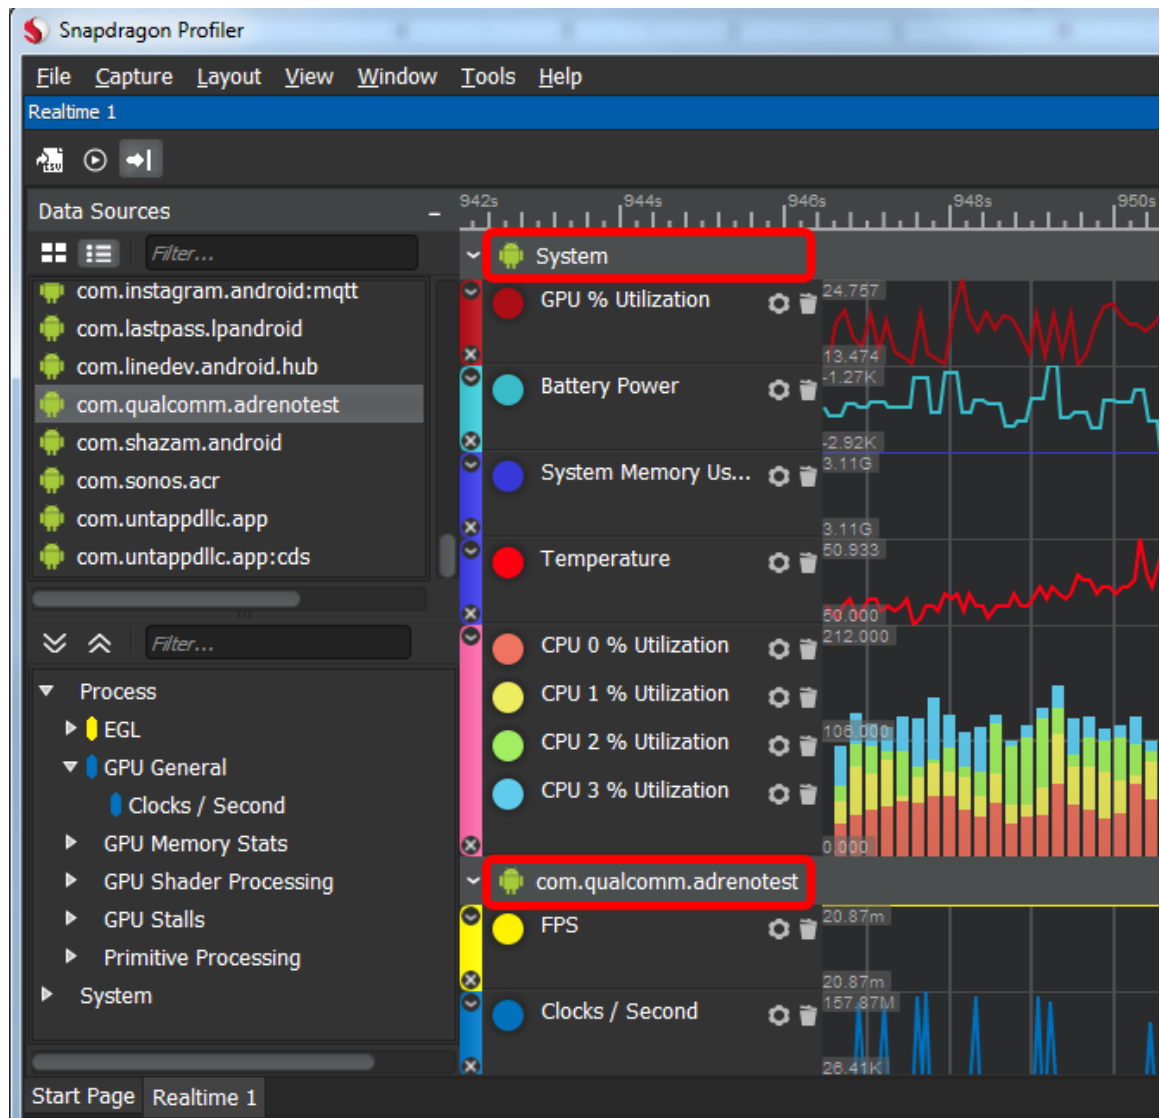 Snapdragon Profiler
File Capture Layout View Window Tools Help
Realtime 1
CSV
Data Sources
Filter...
com.instagram.android:mqtt
com.lastpass.lpandroid
com.linedev.android.hub
com.qualcomm.adrenotest
com.shazam.android
com.sonos.acr
com.untappdllc.app
com.untappdllc.app:cds
Filter...
Process
EGL
GPU General
Clocks / Second
GPU Memory Stats
GPU Shader Processing
GPU Stalls
Primitive Processing
System
942s 944s 946s 948s 950s
System
GPU % Utilization
24.757
13.474
Battery Power
-1.27K
-2.92K
System Memory Us...
3.11G
3.11G
Temperature
50.933
50.000
CPU 0 % Utilization
212.000
CPU 1 % Utilization
CPU 2 % Utilization
106.000
CPU 3 % Utilization
0.000
com.qualcomm.adrenotest
FPS
20.87m
20.87m
Clocks / Second
157.87M
26.41K
Start Page Realtime 1